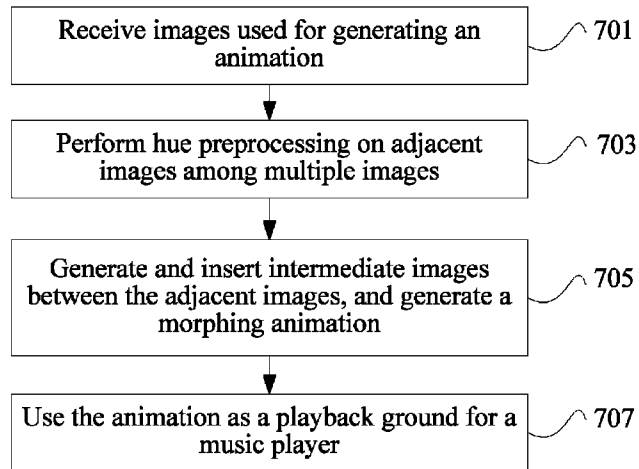 Receive images used for generating an
animation
701
Perform hue preprocessing on adjacent
images among multiple images
703
Generate and insert intermediate images
between the adjacent images, and generate a
morphing animation
705
Use the animation as a playback ground for a
music player
707